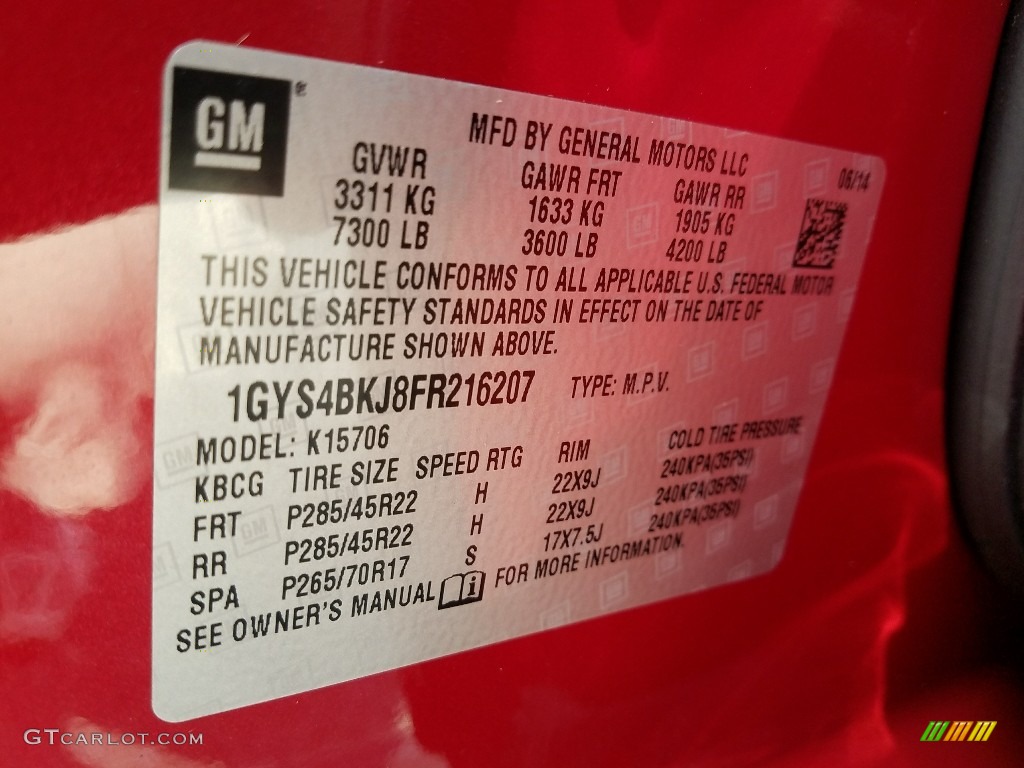 GM®
MFD BY GENERAL MOTORS LLC
GVWR GAWR FRT GAWR RR 06/14
3311 KG 1633 KG 1905 KG
7300 LB 3600 LB 4200 LB
THIS VEHICLE CONFORMS TO ALL APPLICABLE U.S. FEDERAL MOTOR
VEHICLE SAFETY STANDARDS IN EFFECT ON THE DATE OF
MANUFACTURE SHOWN ABOVE.
1GYS4BKJ8FR216207 TYPE: M.P.V.
MODEL: K15706
KBCG TIRE SIZE SPEED RTG RIM COLD TIRE PRESSURE
FRT P285/45R22 H 22X9J 240KPA(35PSI)
RR P285/45R22 H 22X9J 240KPA(35PSI)
SPA P265/70R17 S 17X7.5J 240KPA(35PSI)
SEE OWNER'S MANUAL i FOR MORE INFORMATION.
GTCARLOT.COM